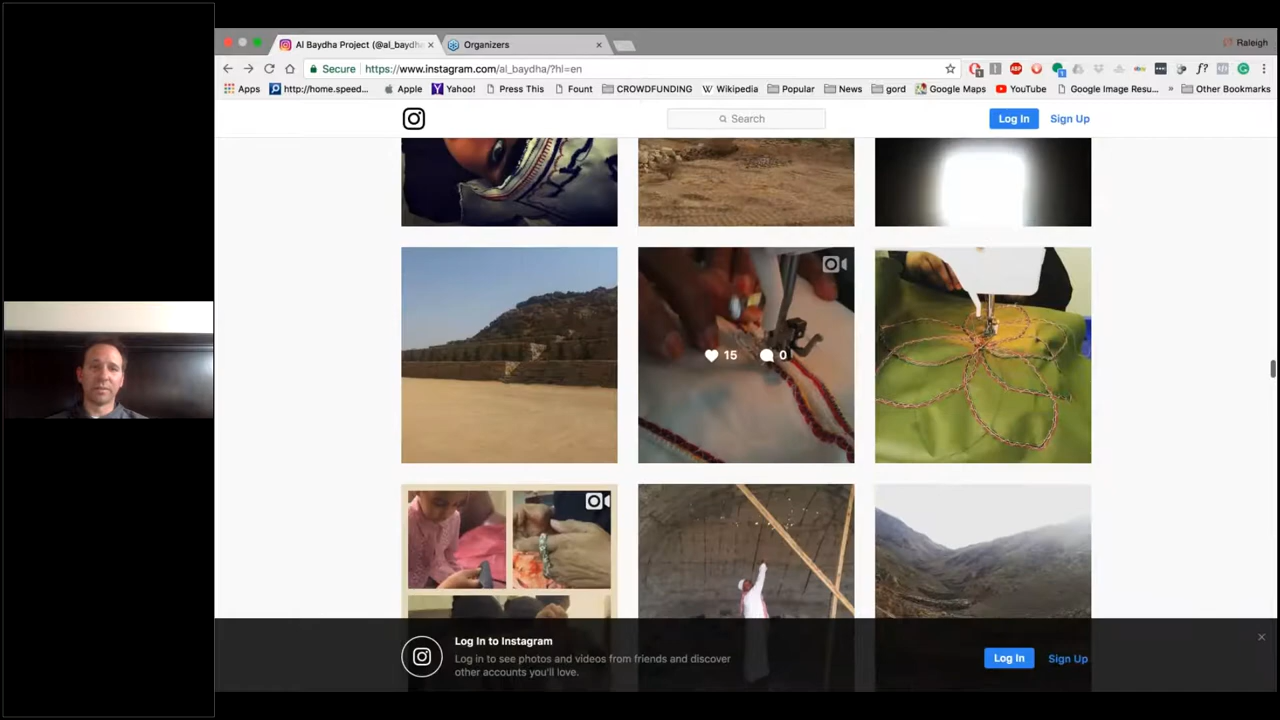 Al Baydha Project (@al_baydh
Organizers
Raleigh
Secure
https://www.instagram.com/al_baydha/?hl=en
Apps
http://home.speed...
Apple
Yahoo!
Press This
Fount
CROWDFUNDING
Wikipedia
Popular
News
gord
Google Maps
YouTube
Google Image Resu...
»
Other Bookmarks
Search
Log In
Sign Up
15
0
Log In to Instagram
Log in to see photos and videos from friends and discover
other accounts you'll love.
Log In
Sign Up